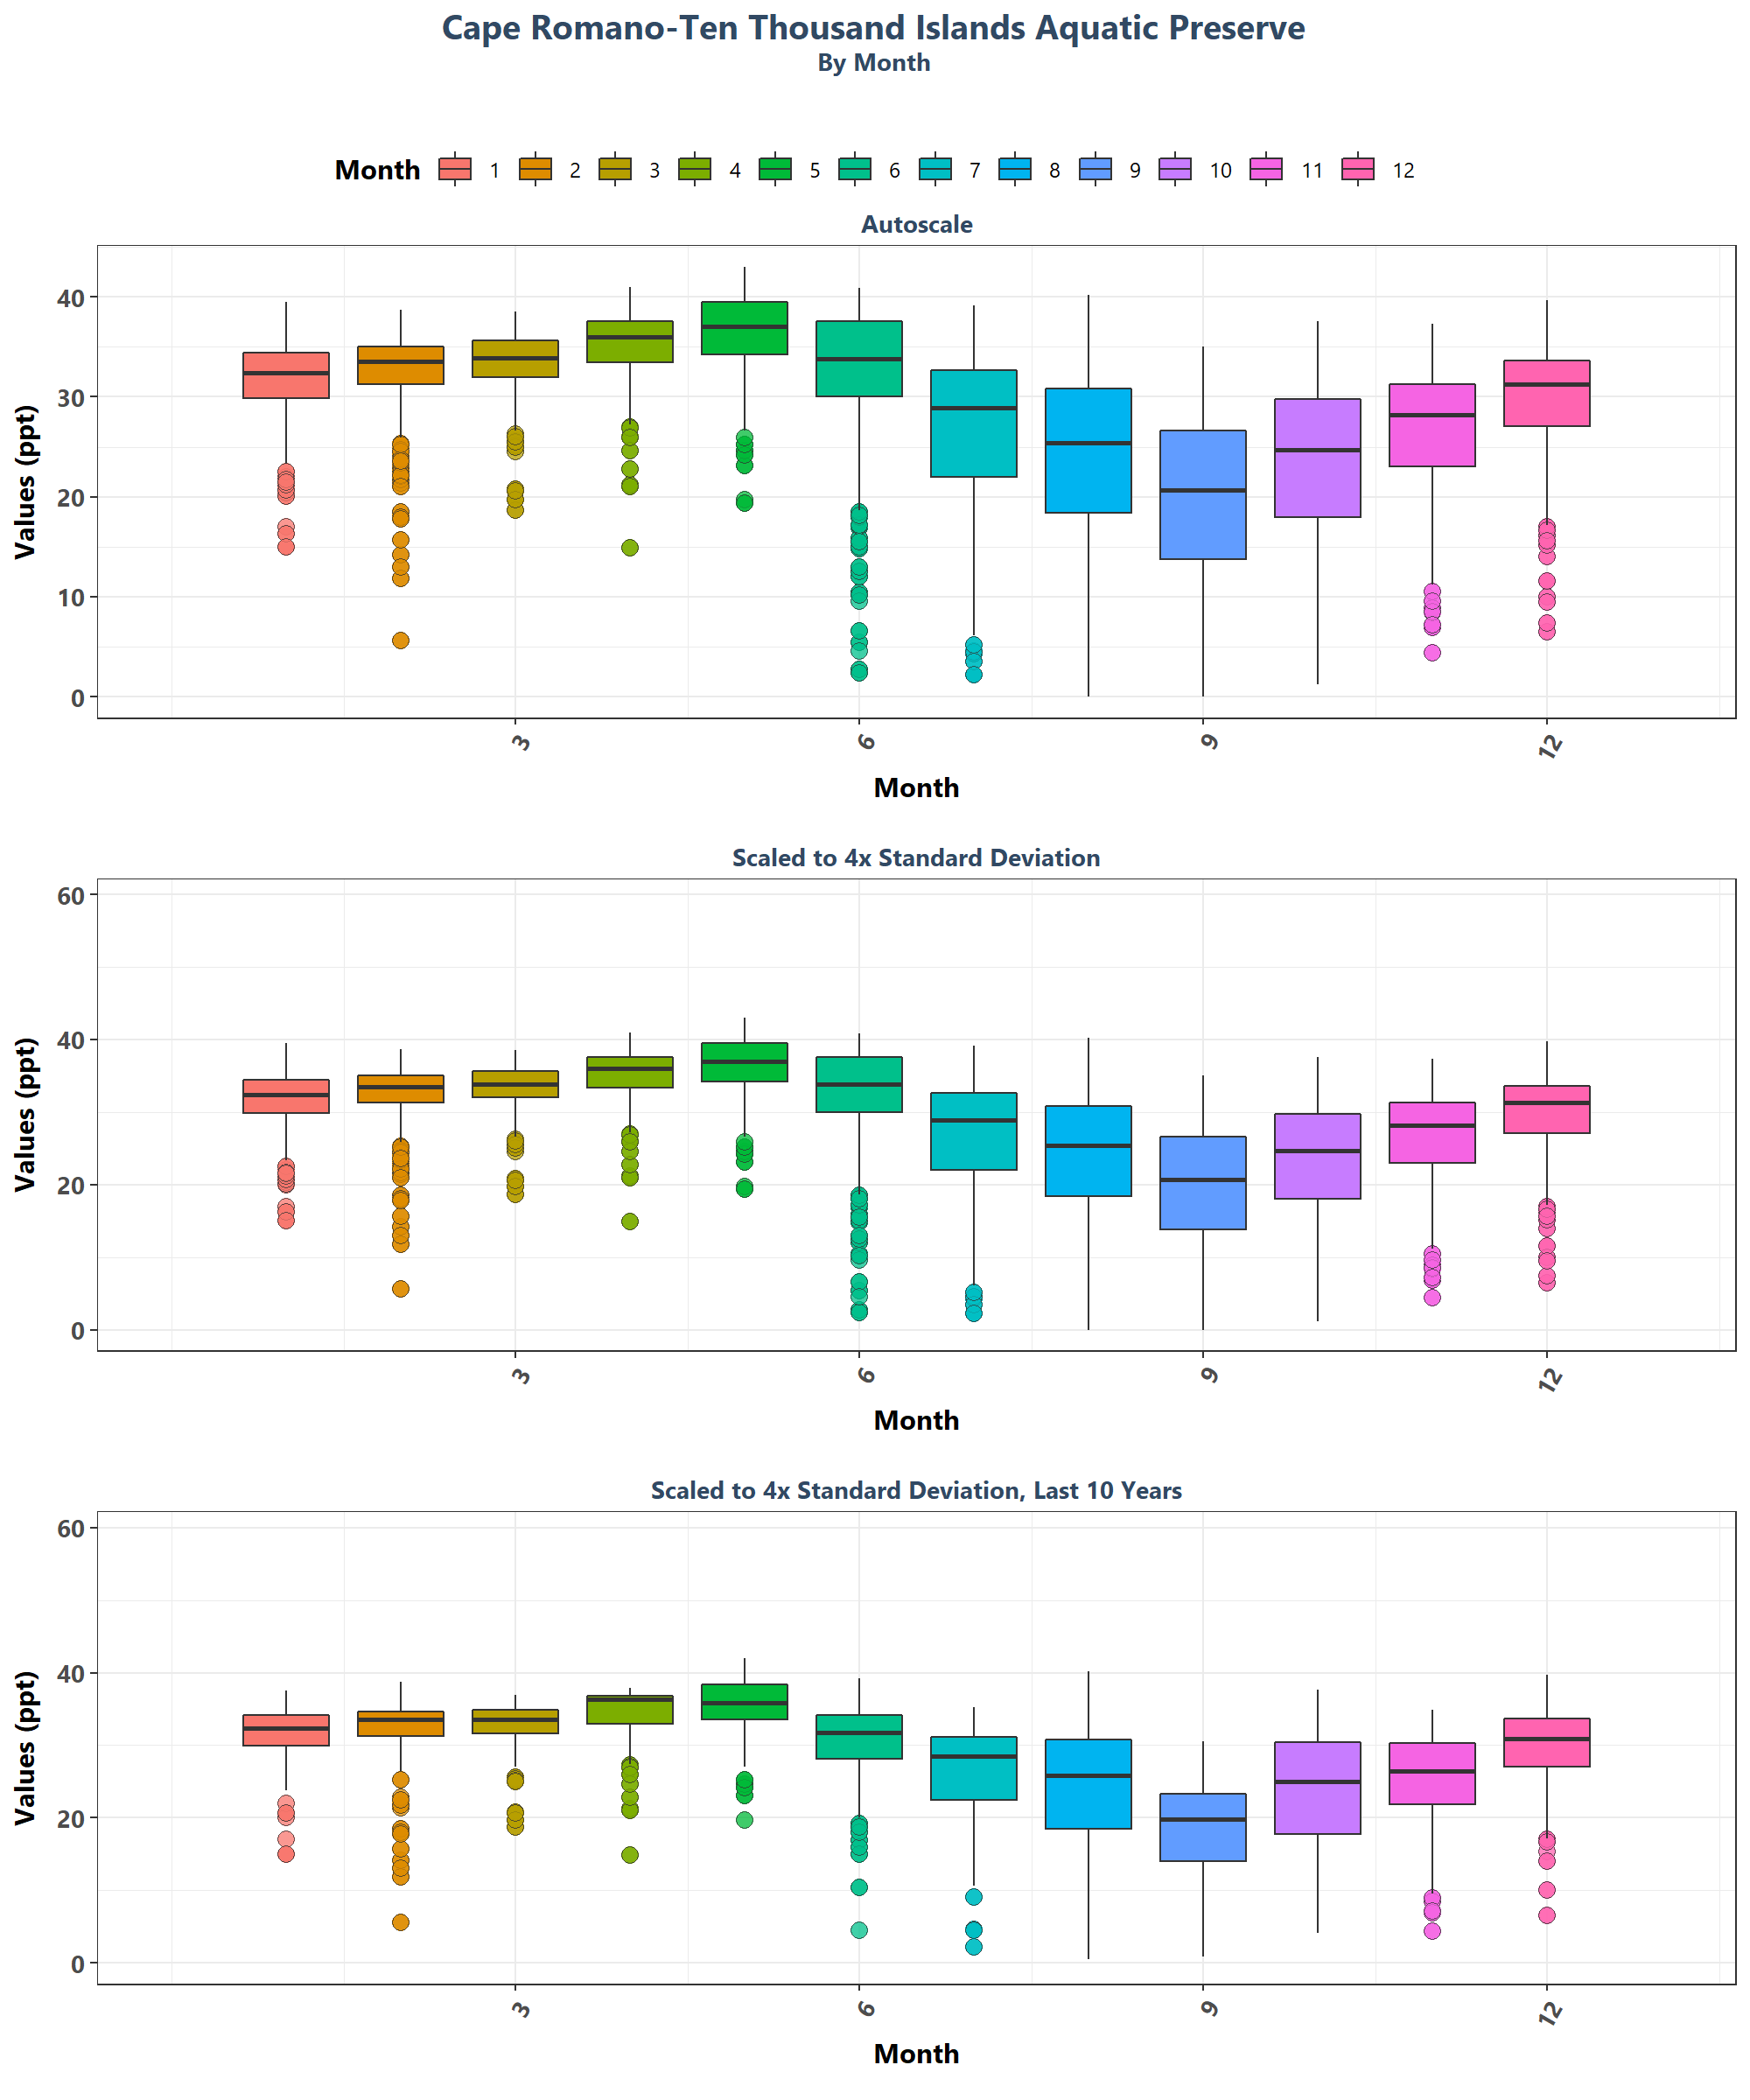 Cape Romano-Ten Thousand Islands Aquatic Preserve
By Month
Month 1 2 3 4 5 6 7 8 9 10 11 12
Autoscale
Values (ppt)
40
30
20
10
0
3 6 9 12
Month
Scaled to 4x Standard Deviation
Values (ppt)
60
40
20
0
3 6 9 12
Month
Scaled to 4x Standard Deviation, Last 10 Years
Values (ppt)
60
40
20
0
3 6 9 12
Month